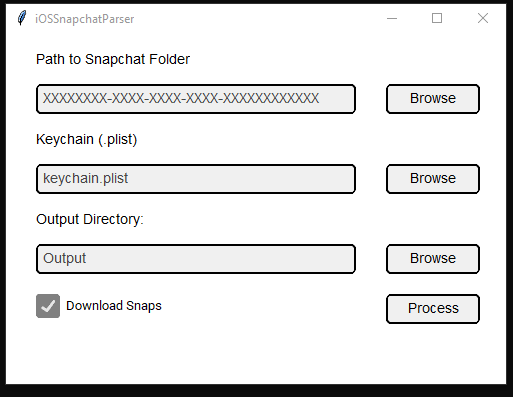 iOSSnapchatParser
Path to Snapchat Folder
XXXXXXXX-XXXX-XXXX-XXXX-XXXXXXXXXXXX
Browse
Keychain (.plist)
keychain.plist
Browse
Output Directory:
Output
Browse
Download Snaps
Process